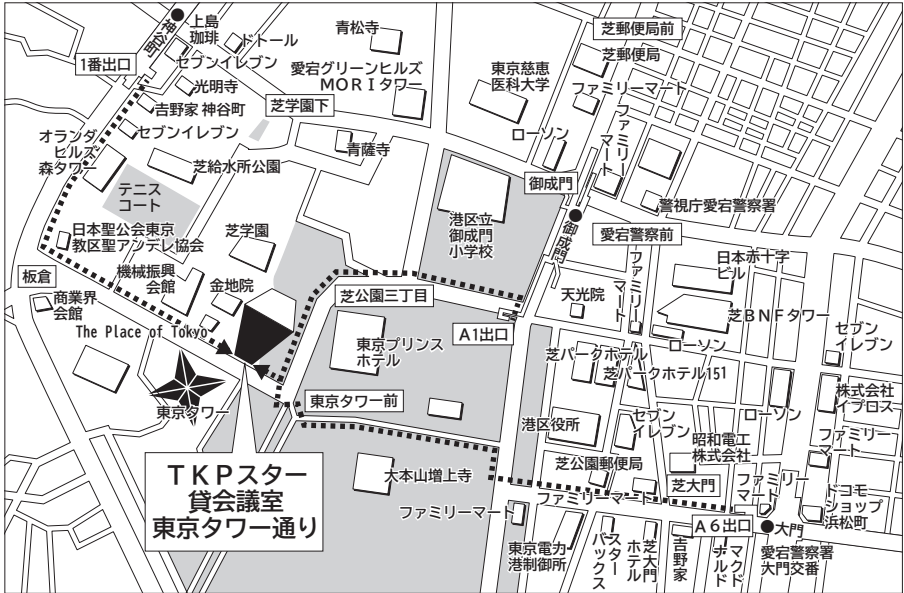 神谷町
上島
珈琲
ドトール
1番出口
セブンイレブン
光明寺
吉野家 神谷町
セブンイレブン
オランダ
ヒルズ
森タワー
テニス
コート
芝給水所公園
日本聖公会東京
教区聖アンデレ協会
板倉
商業界
会館
機械振興
会館
芝学園
金地院
The Place of Tokyo
東京タワー
青松寺
愛宕グリーンヒルズ
MORIタワー
芝学園下
青薩寺
東京慈恵
医科大学
ローソン
芝郵便局前
芝郵便局
ファミリーマート
ファミリー
マート
御成門
御成門
港区立
御成門
小学校
警視庁愛宕警察署
愛宕警察前
ファミリー
マート
日本赤十字
ビル
天光院
芝BNFタワー
芝公園三丁目
A1出口
東京プリンス
ホテル
芝パークホテル
芝パークホテル151
ローソン
セブン
イレブン
東京タワー前
港区役所
セブン
イレブン
ローソン
株式会社
イプロス
昭和電工
株式会社
ファミリー
マート
TKPスター
貸会議室
東京タワー通り
大本山増上寺
芝公園郵便局
芝大門
ファミリーマート
ファミリーマート
ファミリー
マート
ドコモ
ショップ
浜松町
A6出口
大門
東京電力
港制御所
スター
バックス
芝大門
ホテル
吉野家
マクド
ナルド
愛宕警察署
大門交番